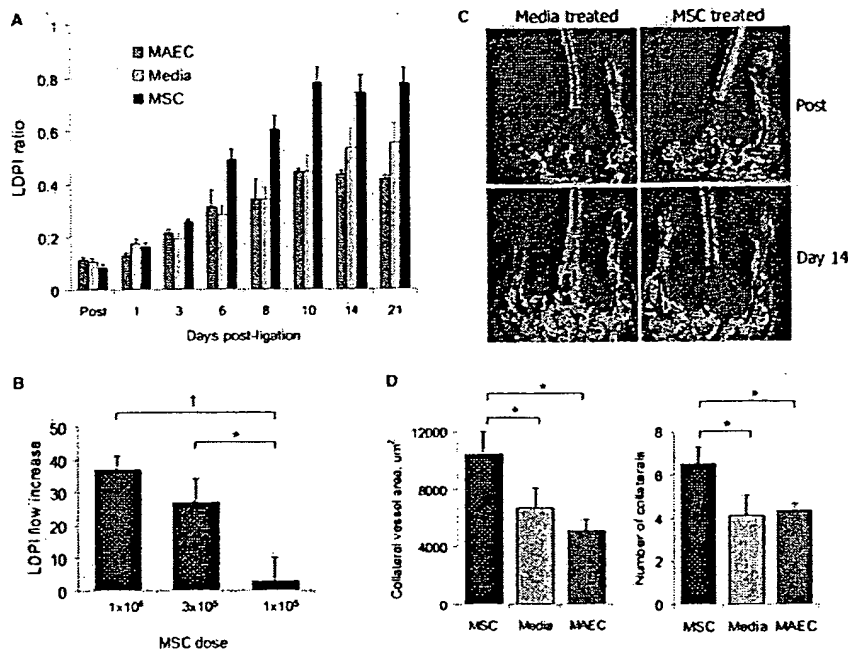 A
MAEC
Media
MSC
LDPI ratio
1
0.8
0.6
0.4
0.2
0
Post 1 3 6 8 10 14 21
Days post-ligation
C
Media treated MSC treated
Post
Day 14
B
†
*
LDPI flow increase
50
40
30
20
10
0
1x10⁶ 3x10⁵ 1x10⁵
MSC dose
D
*
*
Collateral vessel area, um²
12000
8000
4000
0
MSC Media MAEC
*
*
Number of collaterals
8
6
4
2
0
MSC Media MAEC